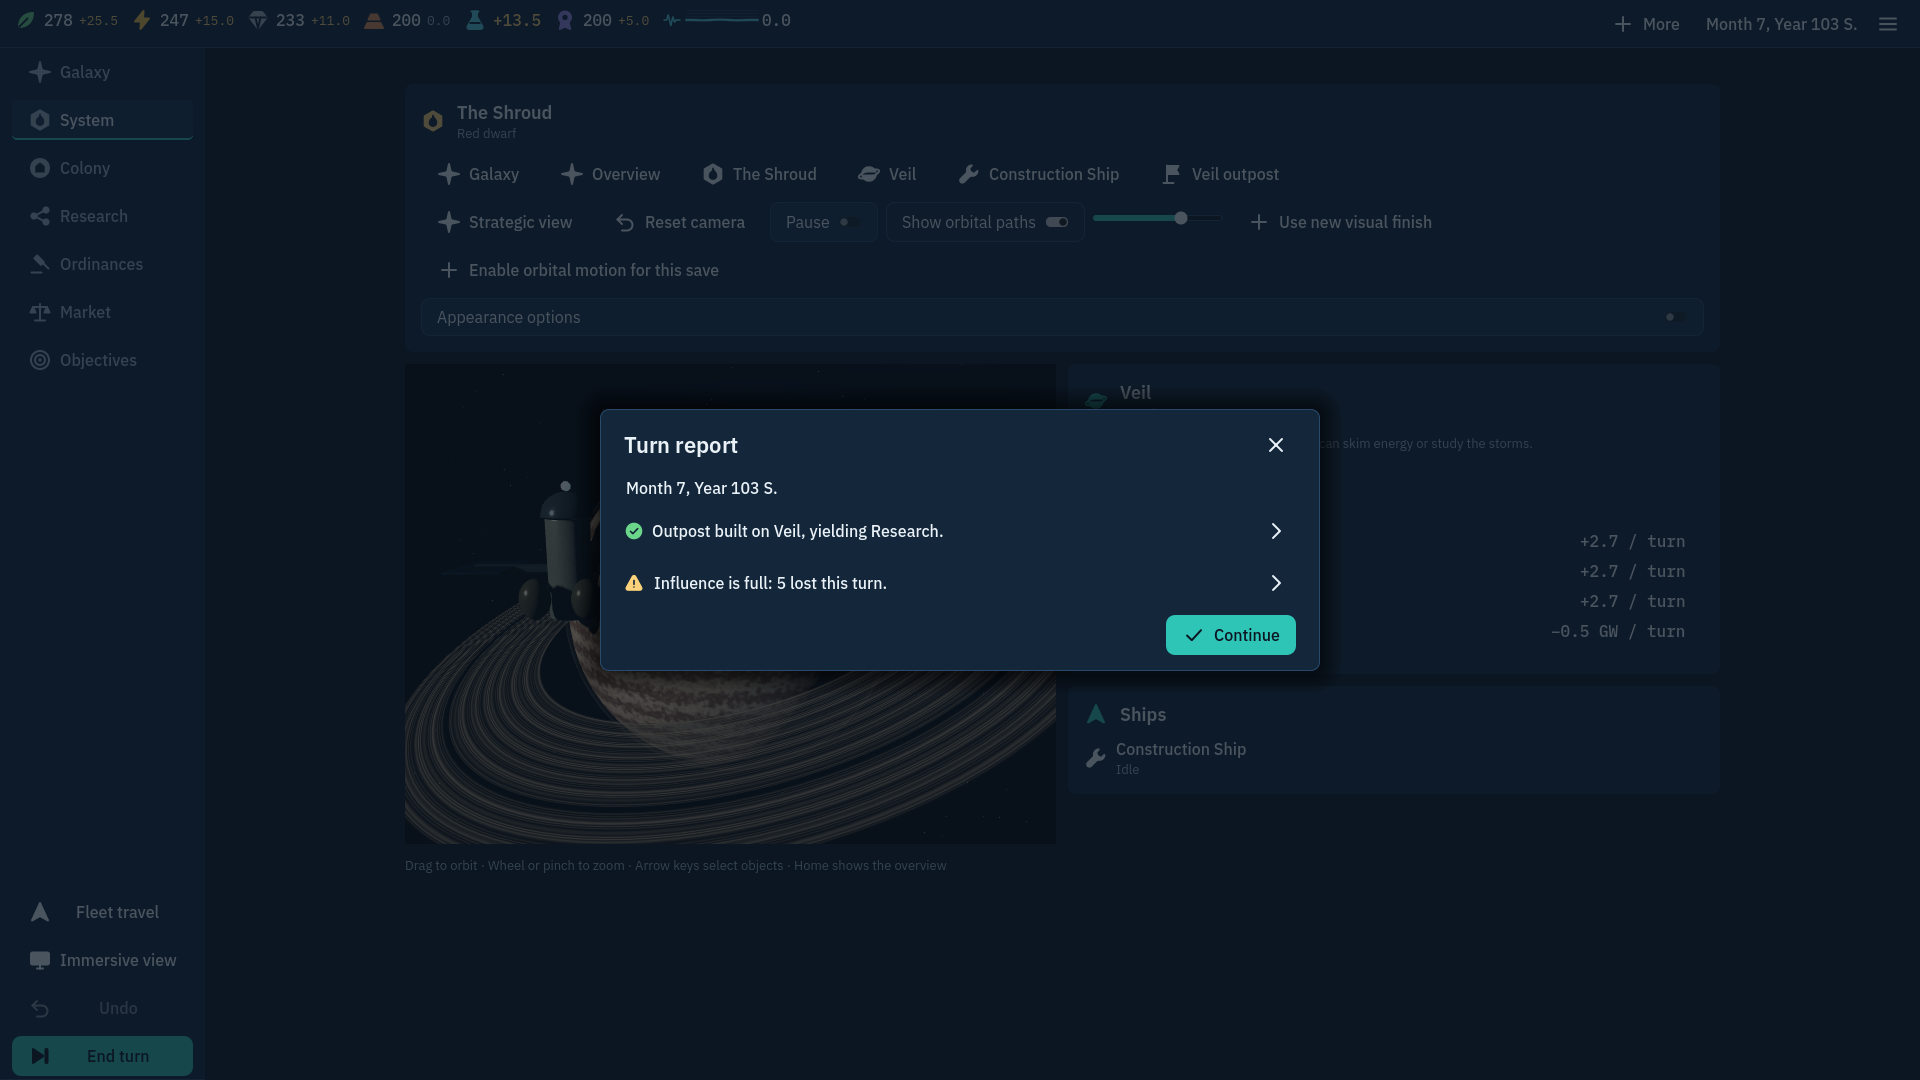 278 +25.5 247 +15.0 233 +11.0 200 0.0 +13.5 200 +5.0 0.0 More Month 7, Year 103 S.
Galaxy
System
Colony
Research
Ordinances
Market
Objectives
Fleet travel
Immersive view
Undo
End turn
The Shroud
Red dwarf
Galaxy Overview The Shroud Veil Construction Ship Veil outpost
Strategic view Reset camera Pause Show orbital paths Use new visual finish
Enable orbital motion for this save
Appearance options
Veil
can skim energy or study the storms.
+2.7 / turn
+2.7 / turn
+2.7 / turn
−0.5 GW / turn
Ships
Construction Ship
Idle
Drag to orbit · Wheel or pinch to zoom · Arrow keys select objects · Home shows the overview
Turn report
Month 7, Year 103 S.
Outpost built on Veil, yielding Research.
Influence is full: 5 lost this turn.
Continue